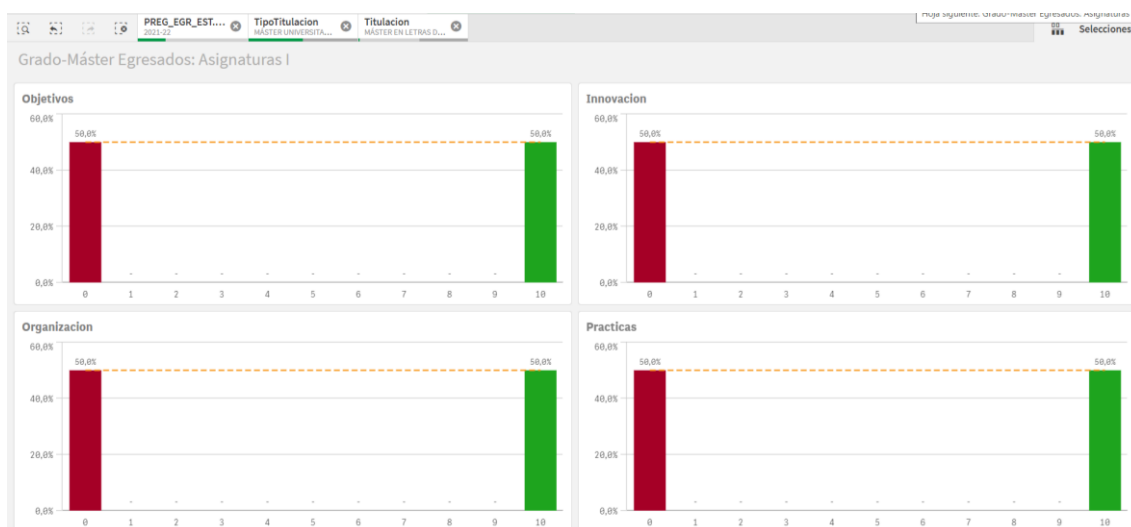 Hoja siguiente: Grado-Máster Egresados: Asignaturas
PREG_EGR_EST.... TipoTitulacion Titulacion
2021-22 MÁSTER UNIVERSITA... MÁSTER EN LETRAS D...
Selecciones
Grado-Máster Egresados: Asignaturas I
Objetivos
60,0%
50,0% 50,0%
40,0%
20,0%
0,0%
- - - - - - - - -
0 1 2 3 4 5 6 7 8 9 10
Innovacion
60,0%
50,0% 50,0%
40,0%
20,0%
0,0%
- - - - - - - - -
0 1 2 3 4 5 6 7 8 9 10
Organizacion
60,0%
50,0% 50,0%
40,0%
20,0%
0,0%
- - - - - - - - -
0 1 2 3 4 5 6 7 8 9 10
Practicas
60,0%
50,0% 50,0%
40,0%
20,0%
0,0%
- - - - - - - - -
0 1 2 3 4 5 6 7 8 9 10